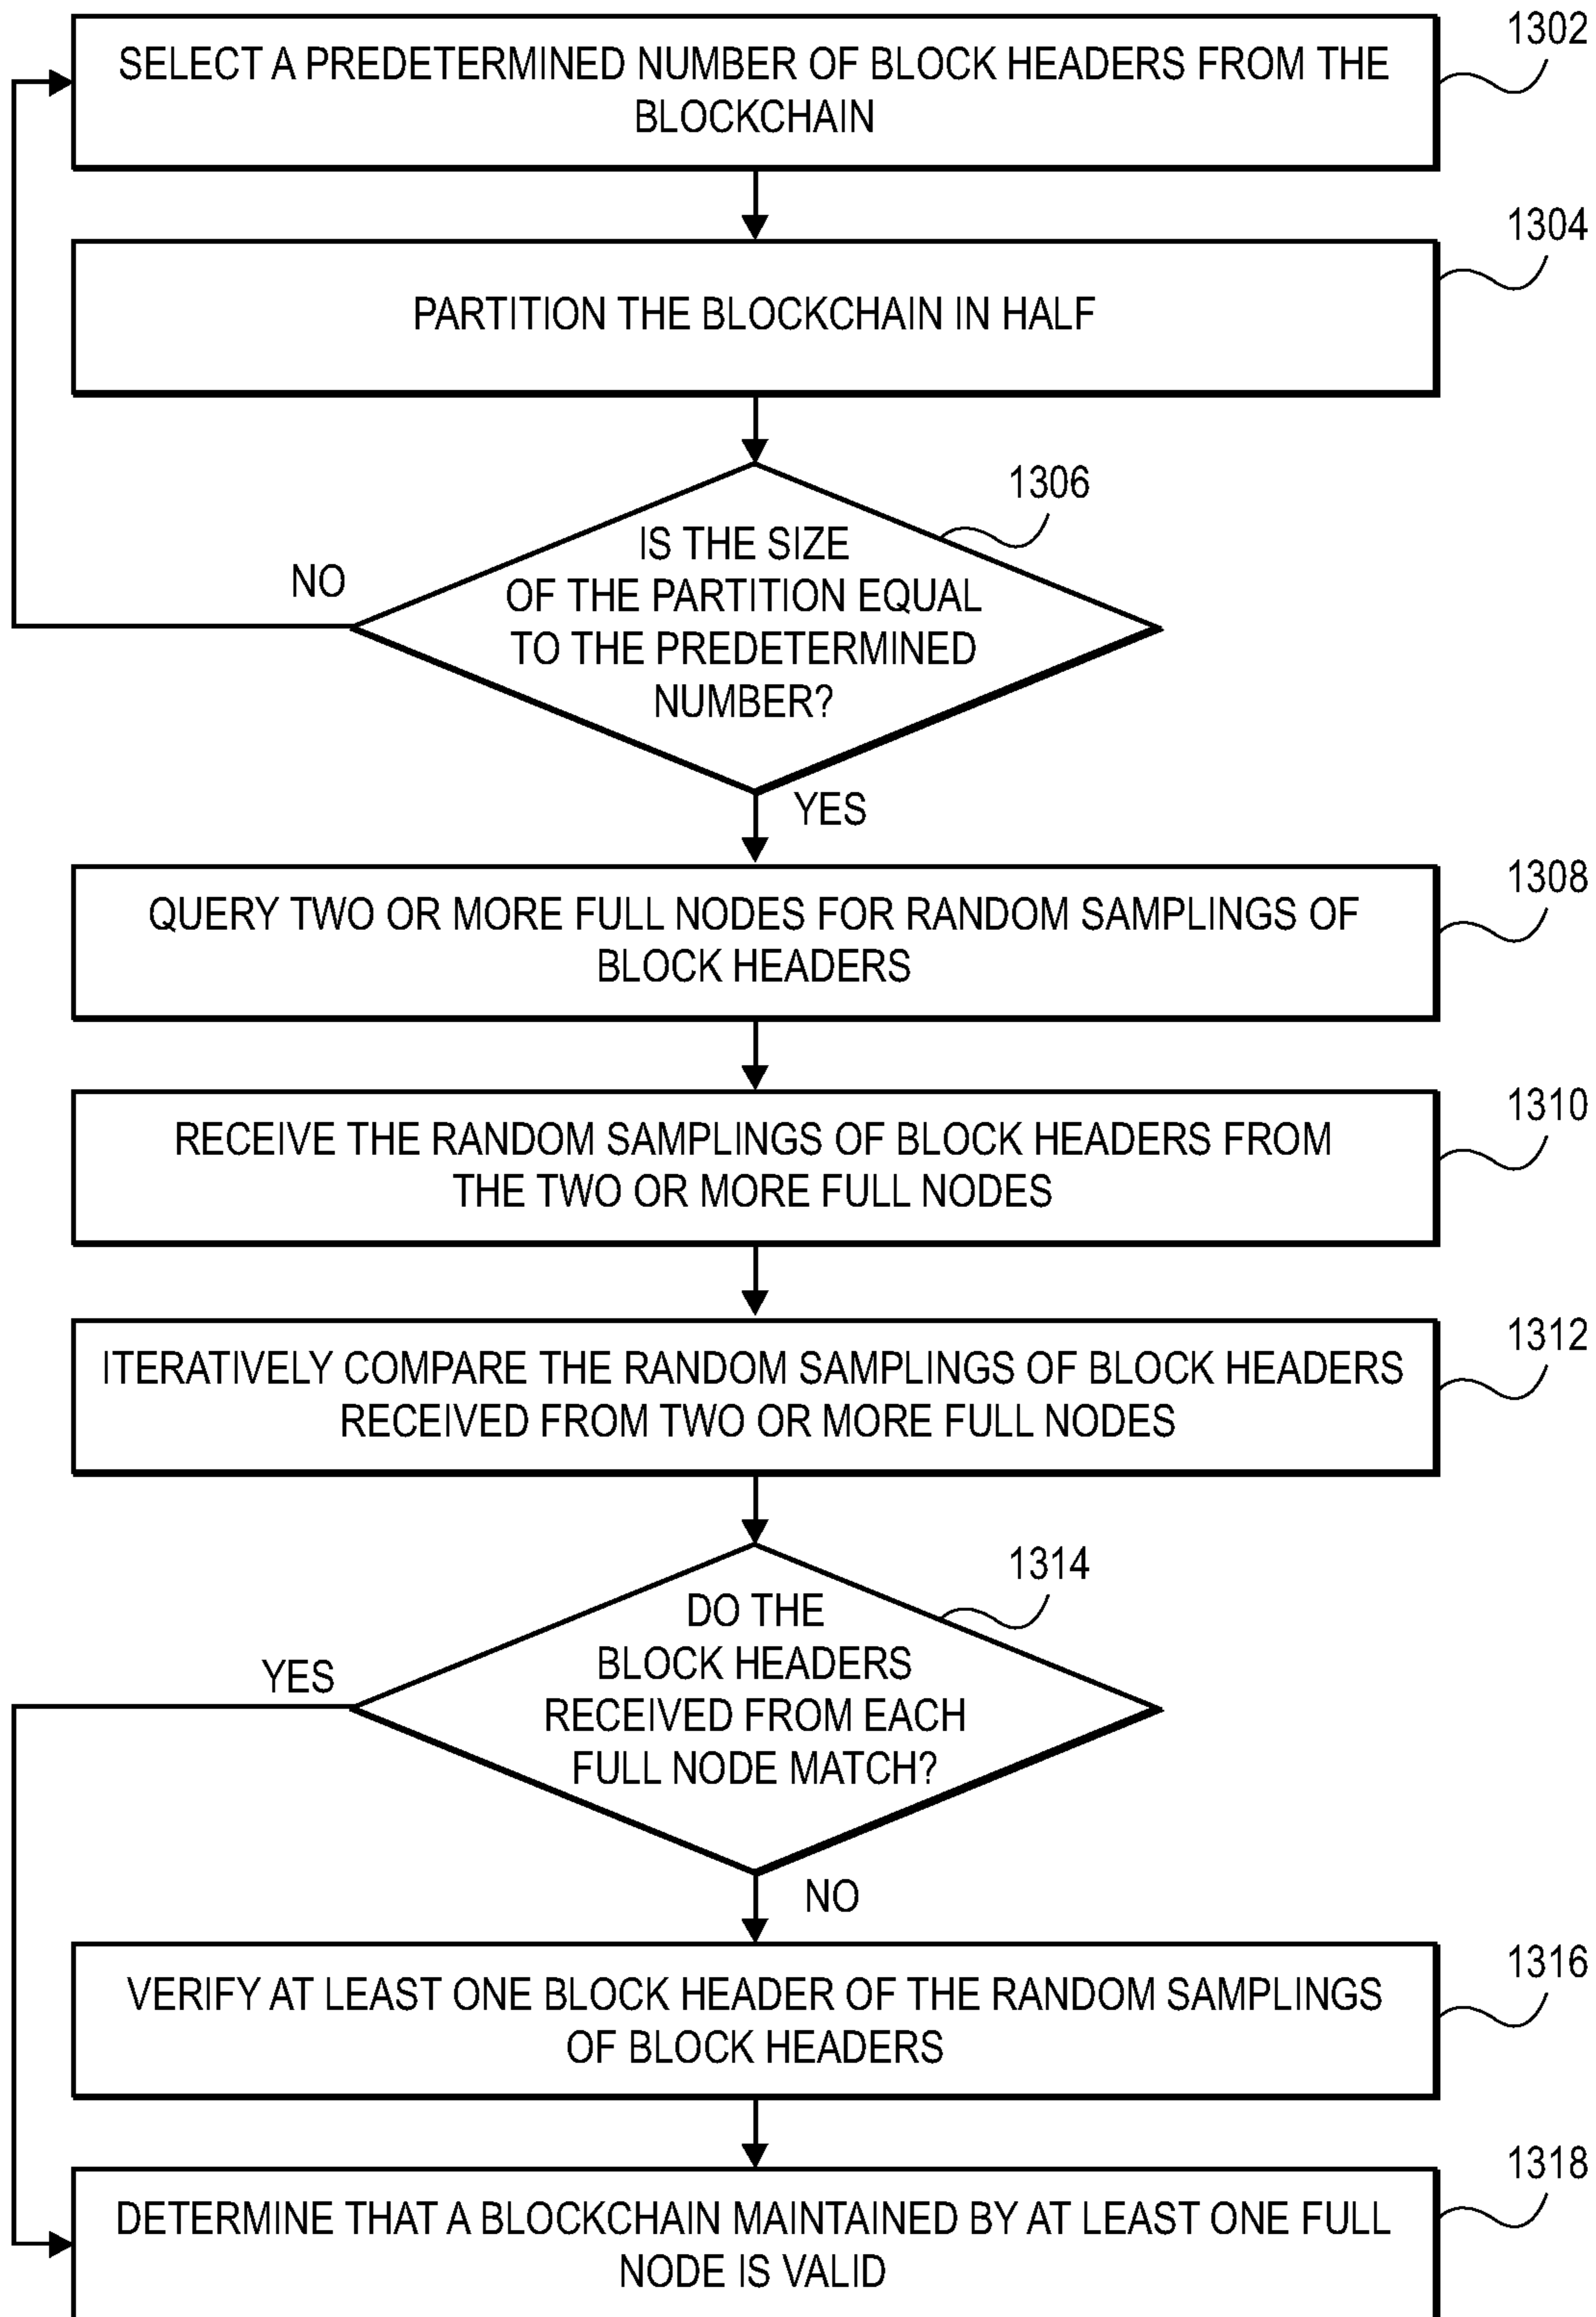 1302
SELECT A PREDETERMINED NUMBER OF BLOCK HEADERS FROM THE
BLOCKCHAIN
1304
PARTITION THE BLOCKCHAIN IN HALF
1306
IS THE SIZE
OF THE PARTITION EQUAL
TO THE PREDETERMINED
NUMBER?
NO
YES
1308
QUERY TWO OR MORE FULL NODES FOR RANDOM SAMPLINGS OF
BLOCK HEADERS
1310
RECEIVE THE RANDOM SAMPLINGS OF BLOCK HEADERS FROM
THE TWO OR MORE FULL NODES
1312
ITERATIVELY COMPARE THE RANDOM SAMPLINGS OF BLOCK HEADERS
RECEIVED FROM TWO OR MORE FULL NODES
1314
DO THE
BLOCK HEADERS
RECEIVED FROM EACH
FULL NODE MATCH?
YES
NO
1316
VERIFY AT LEAST ONE BLOCK HEADER OF THE RANDOM SAMPLINGS
OF BLOCK HEADERS
1318
DETERMINE THAT A BLOCKCHAIN MAINTAINED BY AT LEAST ONE FULL
NODE IS VALID